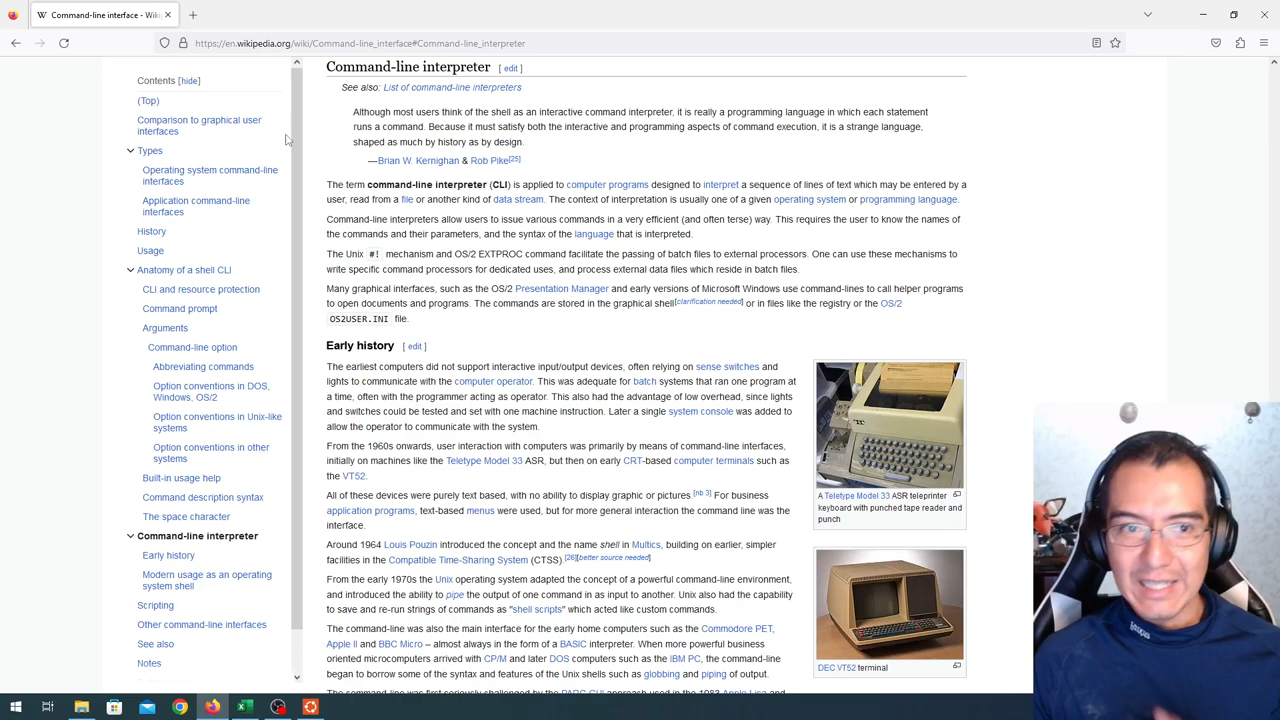 Command-line interface - Wiki
https://en.wikipedia.org/wiki/Command-line_interface#Command-line_interpreter
Contents [hide]
(Top)
Comparison to graphical user
interfaces
Types
Operating system command-line
interfaces
Application command-line
interfaces
History
Usage
Anatomy of a shell CLI
CLI and resource protection
Command prompt
Arguments
Command-line option
Abbreviating commands
Option conventions in DOS,
Windows, OS/2
Option conventions in Unix-like
systems
Option conventions in other
systems
Built-in usage help
Command description syntax
The space character
Command-line interpreter
Early history
Modern usage as an operating
system shell
Scripting
Other command-line interfaces
See also
Notes
Command-line interpreter [ edit ]
See also: List of command-line interpreters
Although most users think of the shell as an interactive command interpreter, it is really a programming language in which each statement
runs a command. Because it must satisfy both the interactive and programming aspects of command execution, it is a strange language,
shaped as much by history as by design.
—Brian W. Kernighan & Rob Pike[25]
The term command-line interpreter (CLI) is applied to computer programs designed to interpret a sequence of lines of text which may be entered by a
user, read from a file or another kind of data stream. The context of interpretation is usually one of a given operating system or programming language.
Command-line interpreters allow users to issue various commands in a very efficient (and often terse) way. This requires the user to know the names of
the commands and their parameters, and the syntax of the language that is interpreted.
The Unix #! mechanism and OS/2 EXTPROC command facilitate the passing of batch files to external processors. One can use these mechanisms to
write specific command processors for dedicated uses, and process external data files which reside in batch files.
Many graphical interfaces, such as the OS/2 Presentation Manager and early versions of Microsoft Windows use command-lines to call helper programs
to open documents and programs. The commands are stored in the graphical shell[clarification needed] or in files like the registry or the OS/2
OS2USER.INI file.
Early history [ edit ]
The earliest computers did not support interactive input/output devices, often relying on sense switches and
lights to communicate with the computer operator. This was adequate for batch systems that ran one program at
a time, often with the programmer acting as operator. This also had the advantage of low overhead, since lights
and switches could be tested and set with one machine instruction. Later a single system console was added to
allow the operator to communicate with the system.
From the 1960s onwards, user interaction with computers was primarily by means of command-line interfaces,
initially on machines like the Teletype Model 33 ASR, but then on early CRT-based computer terminals such as
the VT52.
All of these devices were purely text based, with no ability to display graphic or pictures.[nb 3] For business
application programs, text-based menus were used, but for more general interaction the command line was the
interface.
Around 1964 Louis Pouzin introduced the concept and the name shell in Multics, building on earlier, simpler
facilities in the Compatible Time-Sharing System (CTSS).[26][better source needed]
From the early 1970s the Unix operating system adapted the concept of a powerful command-line environment,
and introduced the ability to pipe the output of one command in as input to another. Unix also had the capability
to save and re-run strings of commands as "shell scripts" which acted like custom commands.
The command-line was also the main interface for the early home computers such as the Commodore PET,
Apple II and BBC Micro – almost always in the form of a BASIC interpreter. When more powerful business
oriented microcomputers arrived with CP/M and later DOS computers such as the IBM PC, the command-line
began to borrow some of the syntax and features of the Unix shells such as globbing and piping of output.
The command-line was first seriously challenged by the PARC GUI approach used in the 1983 Apple Lisa and
A Teletype Model 33 ASR teleprinter
keyboard with punched tape reader and
punch
DEC VT52 terminal